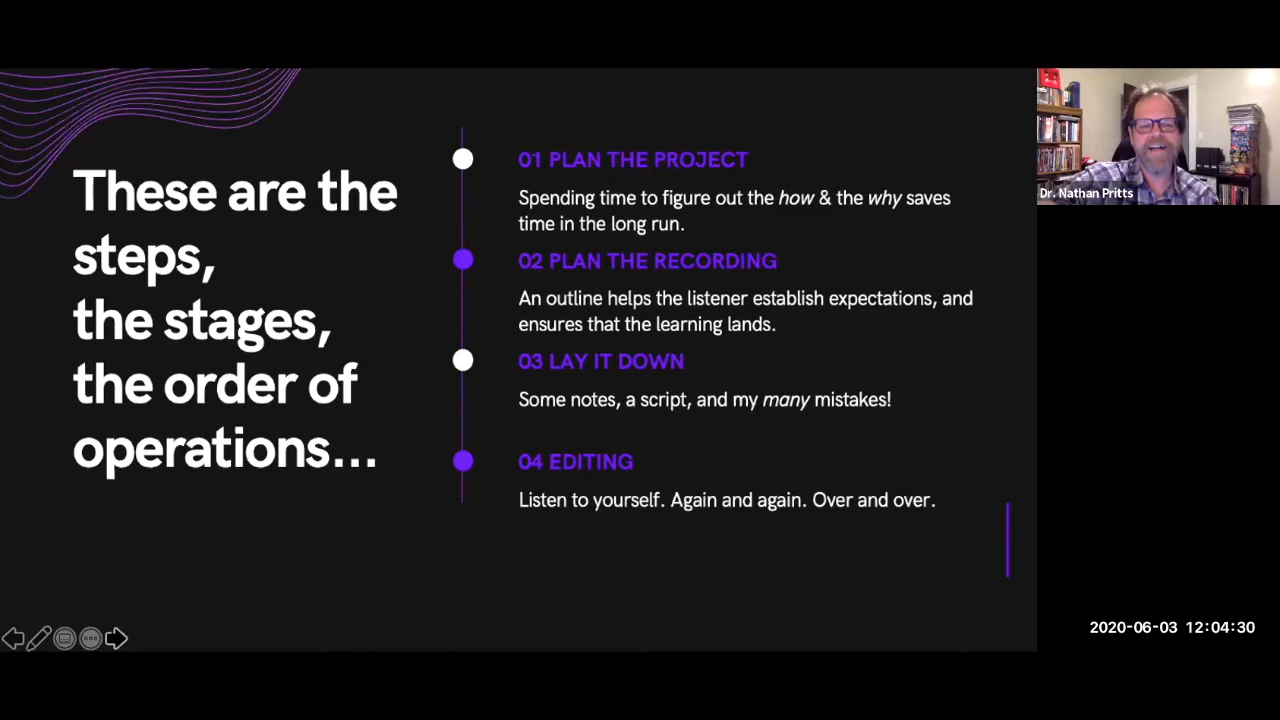 These are the
steps,
the stages,
the order of
operations...
01 PLAN THE PROJECT
Spending time to figure out the how & the why saves
time in the long run.
02 PLAN THE RECORDING
An outline helps the listener establish expectations, and
ensures that the learning lands.
03 LAY IT DOWN
Some notes, a script, and my many mistakes!
04 EDITING
Listen to yourself. Again and again. Over and over.
Dr. Nathan Pritts
2020-06-03 12:04:30